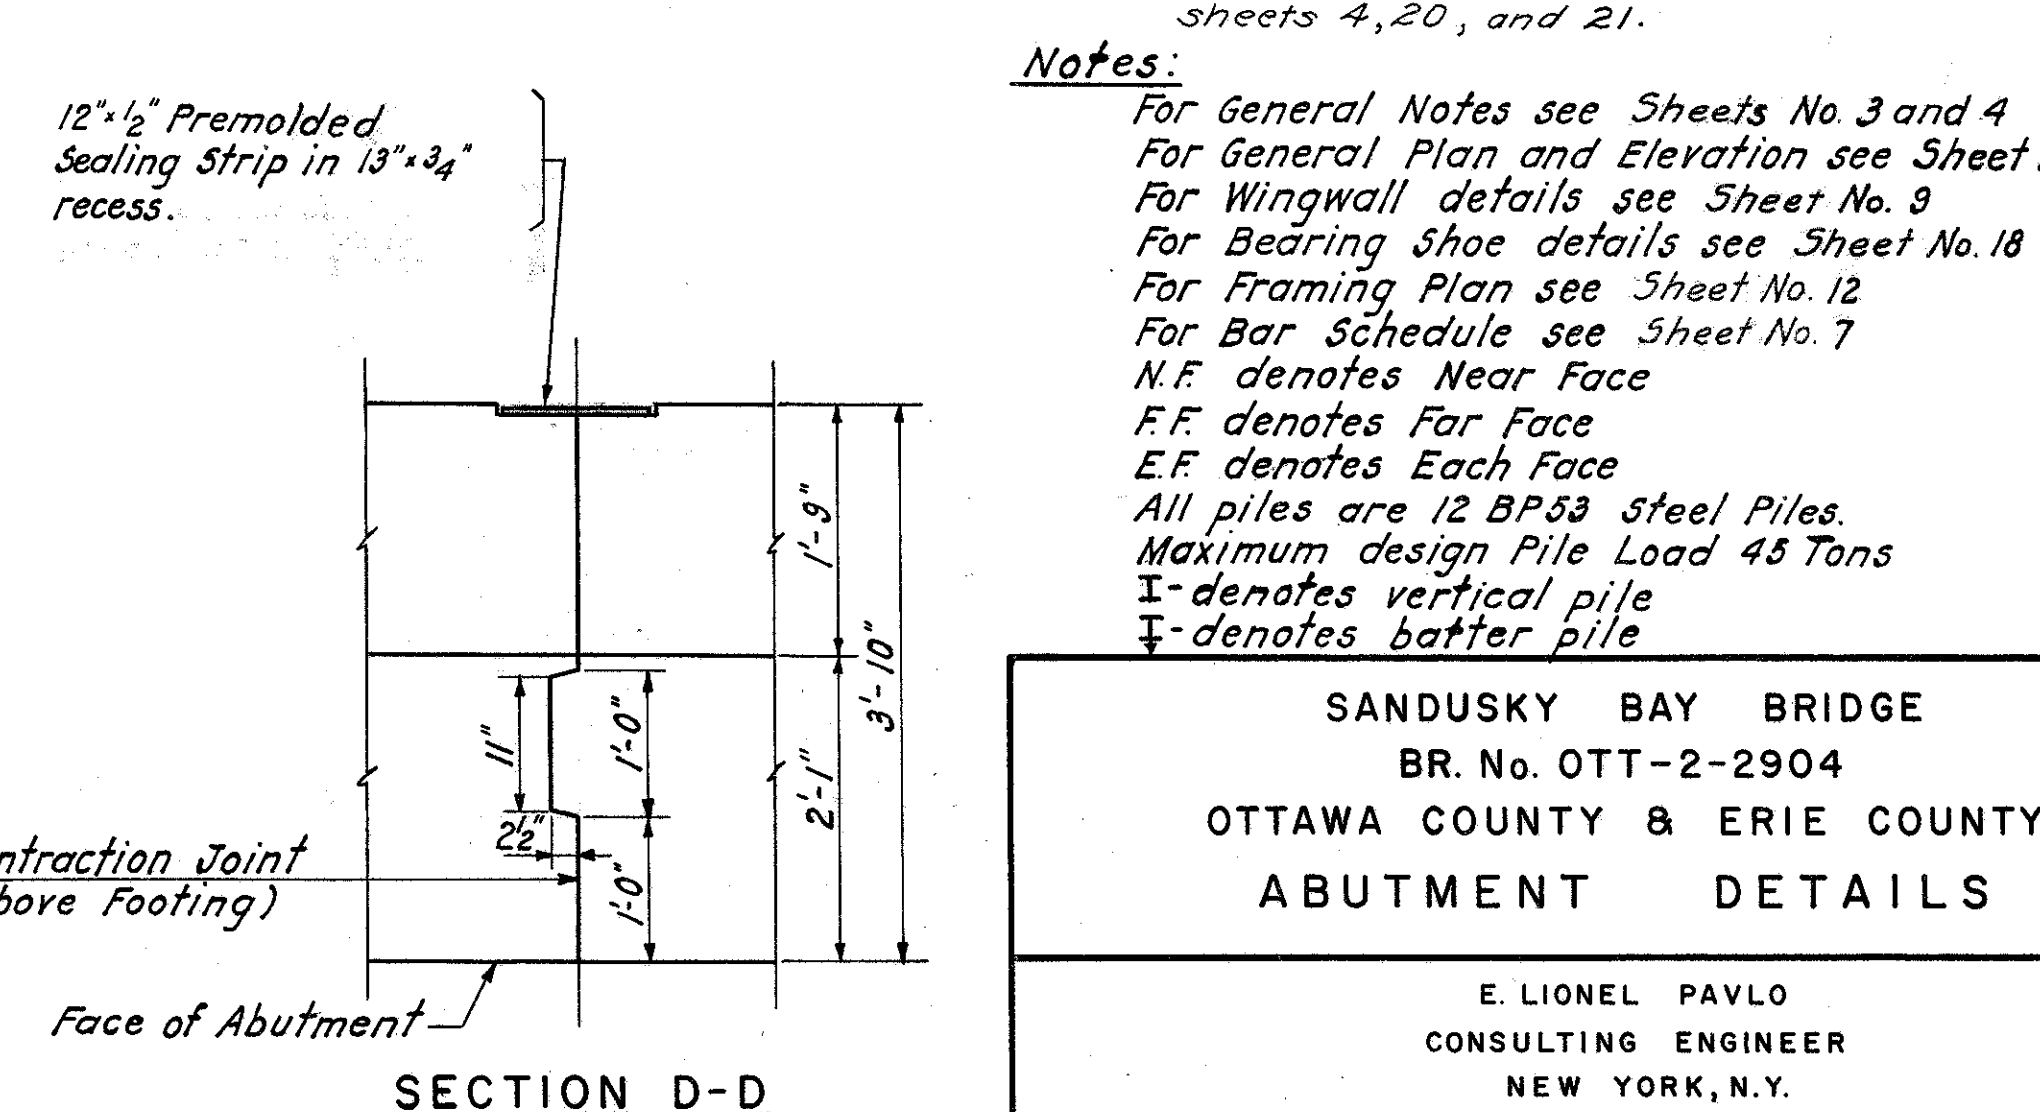 sheets 4, 20, and 21.
Notes:
For General Notes see Sheets No. 3 and 4
For General Plan and Elevation see Sheet
For Wingwall details see Sheet No. 9
For Bearing Shoe details see Sheet No. 18
For Framing Plan see Sheet No. 12
For Bar Schedule see Sheet No. 7
N.F. denotes Near Face
F.F. denotes Far Face
E.F. denotes Each Face
All piles are 12 BP53 Steel Piles.
Maximum design Pile Load 45 Tons
I- denotes vertical pile
I- denotes batter pile
12"x½" Premolded
Sealing Strip in 13"x¾"
recess.
1'-9"
3'-10"
11"
1'-0"
2'-1"
2½"
1'-0"
ntraction Joint
bove Footing)
Face of Abutment
SECTION D-D
SANDUSKY BAY BRIDGE
BR. No. OTT-2-2904
OTTAWA COUNTY & ERIE COUNTY
ABUTMENT DETAILS
E. LIONEL PAVLO
CONSULTING ENGINEER
NEW YORK, N.Y.